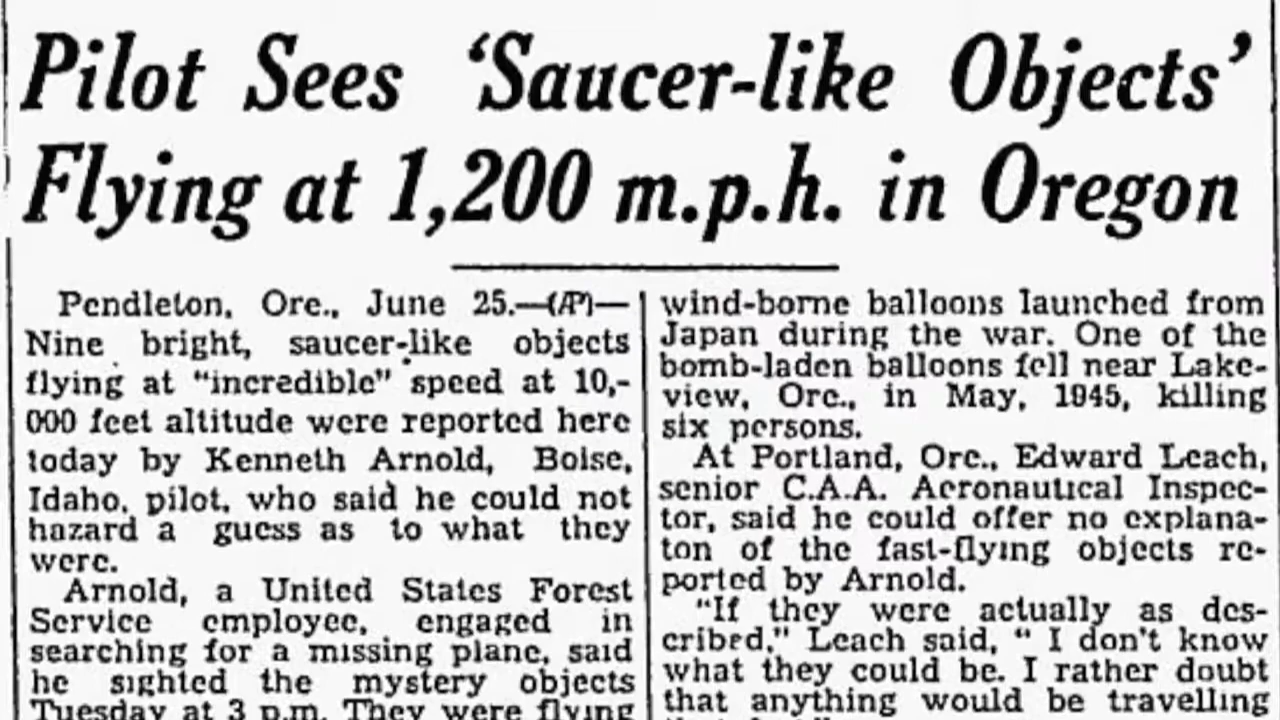 Pilot Sees ‘Saucer-like Objects’
Flying at 1,200 m.p.h. in Oregon
Pendleton, Ore., June 25.—(AP)—
Nine bright, saucer-like objects
flying at "incredible" speed at 10,-
000 feet altitude were reported here
today by Kenneth Arnold, Boise,
Idaho, pilot, who said he could not
hazard a guess as to what they
were.
Arnold, a United States Forest
Service employe, engaged in
searching for a missing plane, said
he sighted the mystery objects
Tuesday at 3 p.m. They were flying
wind-borne balloons launched from
Japan during the war. One of the
bomb-laden balloons fell near Lake-
view, Ore., in May, 1945, killing
six persons.
At Portland, Ore., Edward Leach,
senior C.A.A. Aeronautical Inspec-
tor, said he could offer no explana-
ton of the fast-flying objects re-
ported by Arnold.
"If they were actually as des-
cribed," Leach said, " I don't know
what they could be. I rather doubt
that anything would be travelling